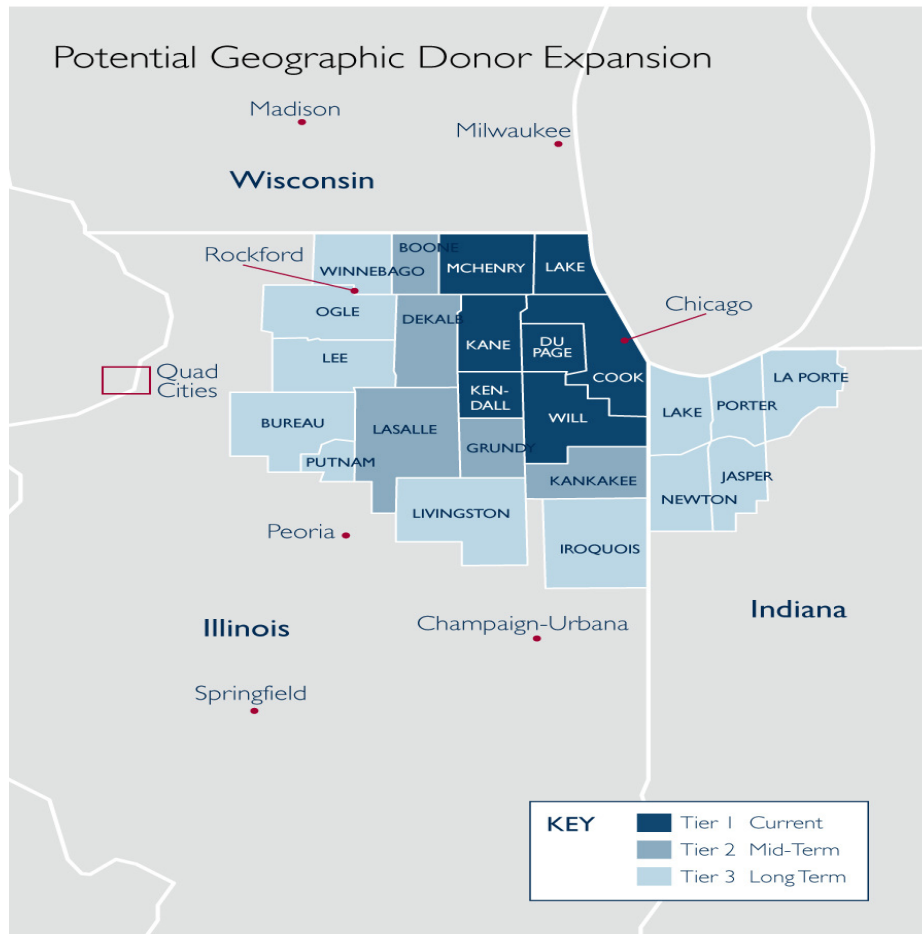 Potential Geographic Donor Expansion
Madison
Milwaukee
Wisconsin
Rockford
BOONE
WINNEBAGO
MCHENRY
LAKE
Chicago
OGLE
DEKALB
KANE
DU
PAGE
COOK
LEE
Quad
Cities
KEN-
DALL
WILL
LA PORTE
LAKE
PORTER
BUREAU
LASALLE
GRUNDY
PUTNAM
KANKAKEE
JASPER
NEWTON
LIVINGSTON
Peoria
IROQUOIS
Illinois
Champaign-Urbana
Indiana
Springfield
KEY
Tier 1 Current
Tier 2 Mid-Term
Tier 3 Long Term